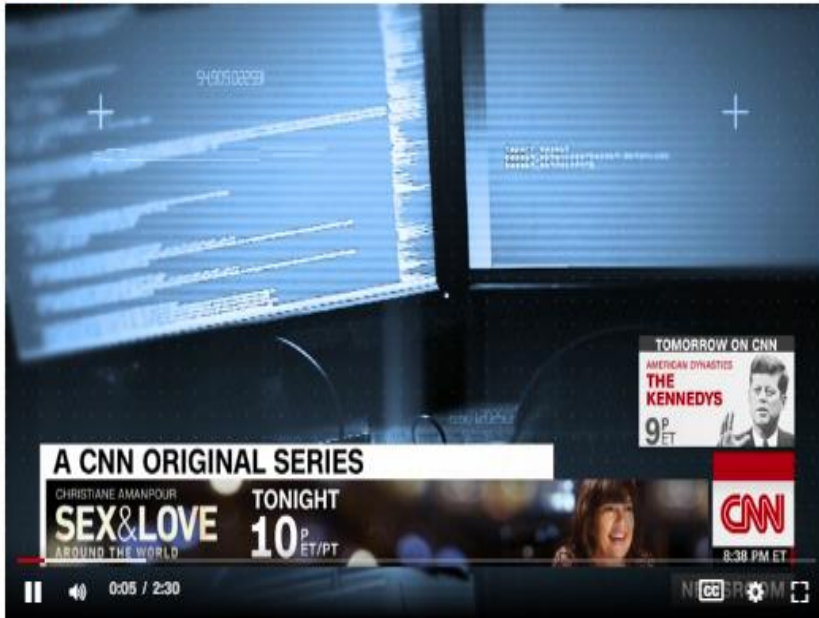 TOMORROW ON CNN
AMERICAN DYNASTIES
THE
KENNEDYS
9P
ET
A CNN ORIGINAL SERIES
CHRISTIANE AMANPOUR
SEX&LOVE
AROUND THE WORLD
TONIGHT
10P
ET/PT
CNN
8:38 PM ET
0:05 / 2:30
NEWSROOM
CC